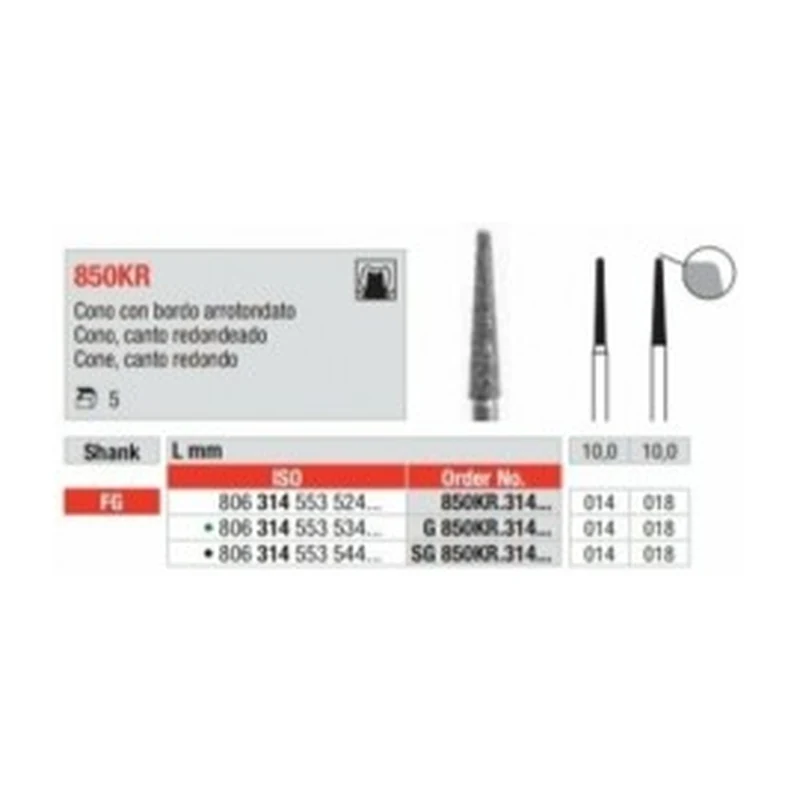 850KR
Cono con bordo arrotondato
Cono, canto redondeado
Cone, canto redondo
5
Shank L mm 10,0 10,0
ISO Order No.
FG 806 314 553 524... 850KR.314... 014 018
• 806 314 553 534... G 850KR.314... 014 018
• 806 314 553 544... SG 850KR.314... 014 018